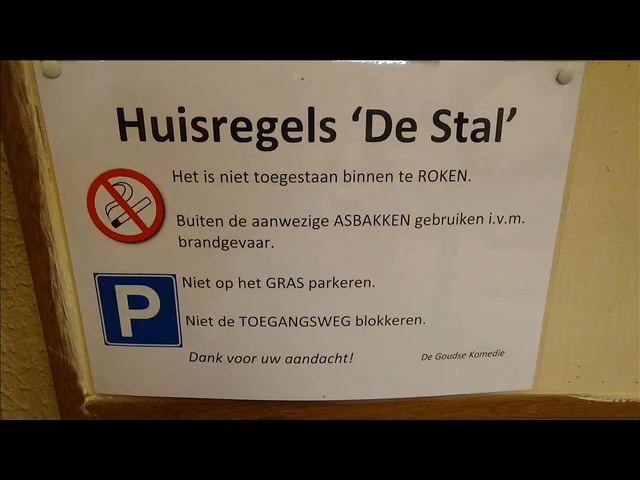 Huisregels ‘De Stal’
Het is niet toegestaan binnen te ROKEN.
Buiten de aanwezige ASBAKKEN gebruiken i.v.m.
brandgevaar.
P
Niet op het GRAS parkeren.
Niet de TOEGANGSWEG blokkeren.
Dank voor uw aandacht!
De Goudse Komedie